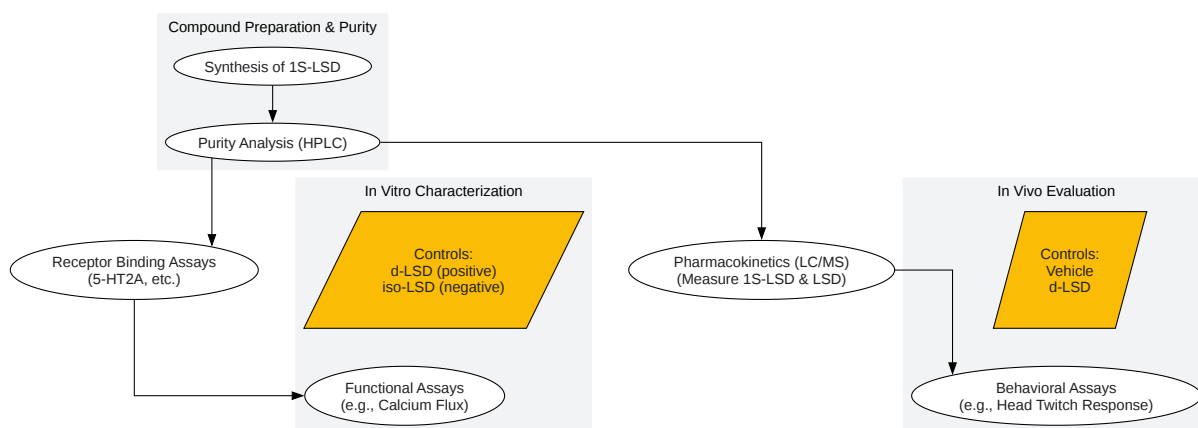 Compound Preparation & Purity
Synthesis of 1S-LSD
Purity Analysis (HPLC)
In Vitro Characterization
In Vivo Evaluation
Controls:
d-LSD (positive)
iso-LSD (negative)
Controls:
Vehicle
d-LSD
Receptor Binding Assays
(5-HT2A, etc.)
Pharmacokinetics (LC/MS)
(Measure 1S-LSD & LSD)
Functional Assays
(e.g., Calcium Flux)
Behavioral Assays
(e.g., Head Twitch Response)